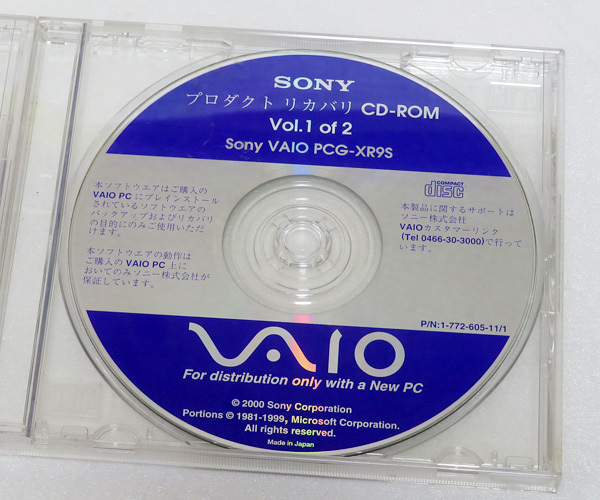 SONY
プロダクト リカバリ CD-ROM
Vol.1 of 2
Sony VAIO PCG-XR9S
本ソフトウエアはご購入の
VAIO PCにプレインストール
されているソフトウエアの
バックアップおよびリカバリ
の目的にのみご使用いただ
けます。
本ソフトウエアの動作は
ご購入の VAIO PC 上に
おいてのみソニー株式会社が
保証しています。
COMPACT
disc
本製品に関するサポートは
ソニー株式会社
VAIOカスタマーリンク
(Tel 0466-30-3000)で行って
います。
P/N:1-772-605-11/1
VAIO
For distribution only with a New PC
© 2000 Sony Corporation
Portions © 1981-1999, Microsoft Corporation.
All rights reserved.
Made in Japan